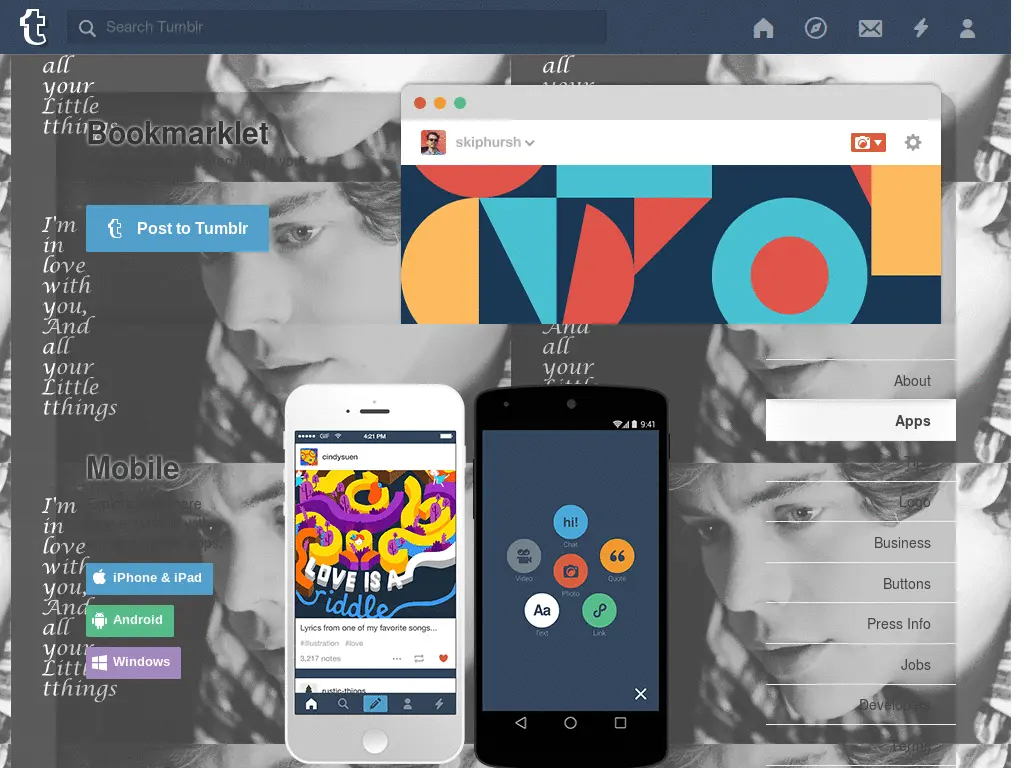 Search Tumblr
all
your
Little
tthings
all
your
Bookmarklet
skiphursh
Post to Tumblr
I'm
in
love
with
you,
And
all
your
Little
tthings
And
all
your
About
Apps
Logo
Business
Buttons
Press Info
Jobs
Developers
Terms
Mobile
I'm
in
love
with
you,
And
all
your
Little
tthings
iPhone & iPad
Android
Windows
GIF
4:21 PM
cindysuen
LOVE IS A
riddle
Lyrics from one of my favorite songs...
#illustration #love
3,217 notes
rustic-things
9:41
hi!
Chat
Video
Quote
Photo
Aa
Text
Link